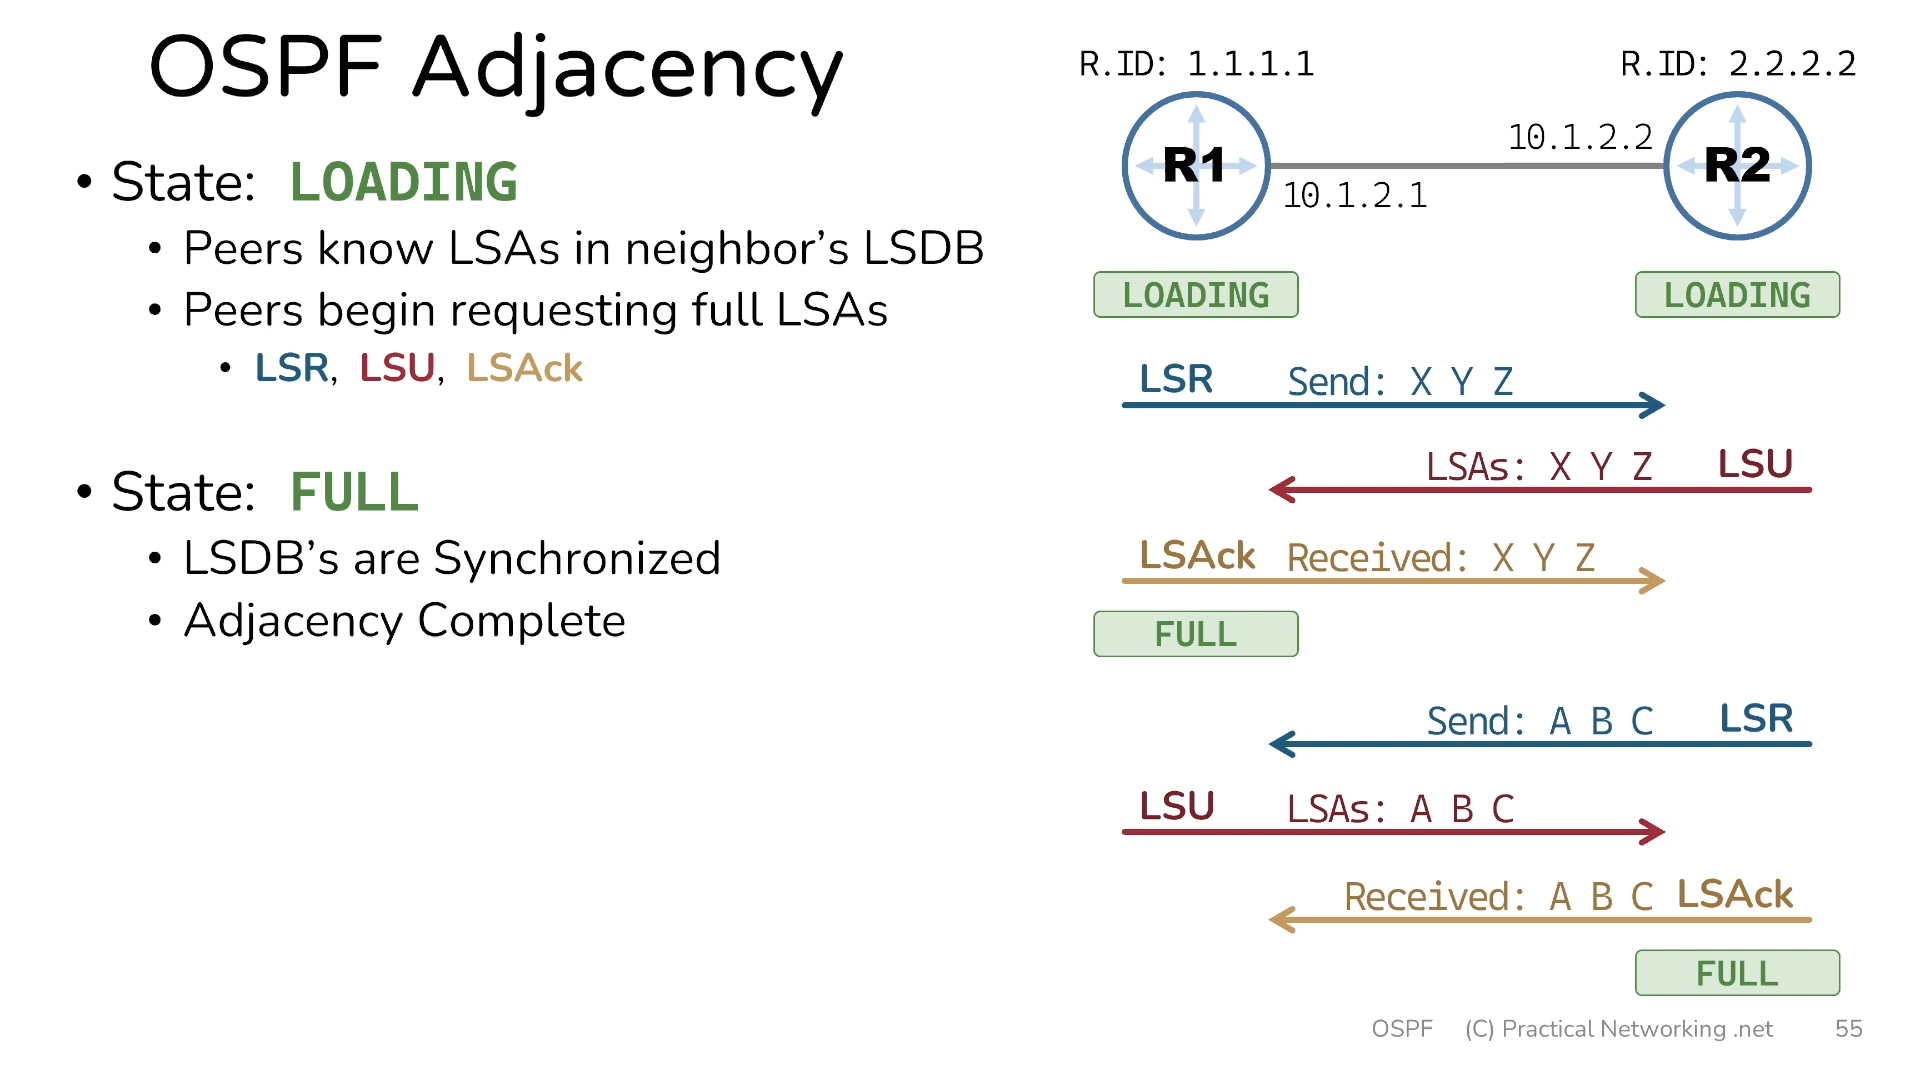 OSPF Adjacency
• State: LOADING
• Peers know LSAs in neighbor’s LSDB
• Peers begin requesting full LSAs
• LSR, LSU, LSAck
• State: FULL
• LSDB’s are Synchronized
• Adjacency Complete
R.ID: 1.1.1.1
R.ID: 2.2.2.2
R1
10.1.2.1
10.1.2.2
R2
LOADING
LOADING
LSR Send: X Y Z
LSAs: X Y Z LSU
LSAck Received: X Y Z
FULL
Send: A B C LSR
LSU LSAs: A B C
Received: A B C LSAck
FULL
OSPF (C) Practical Networking .net 55